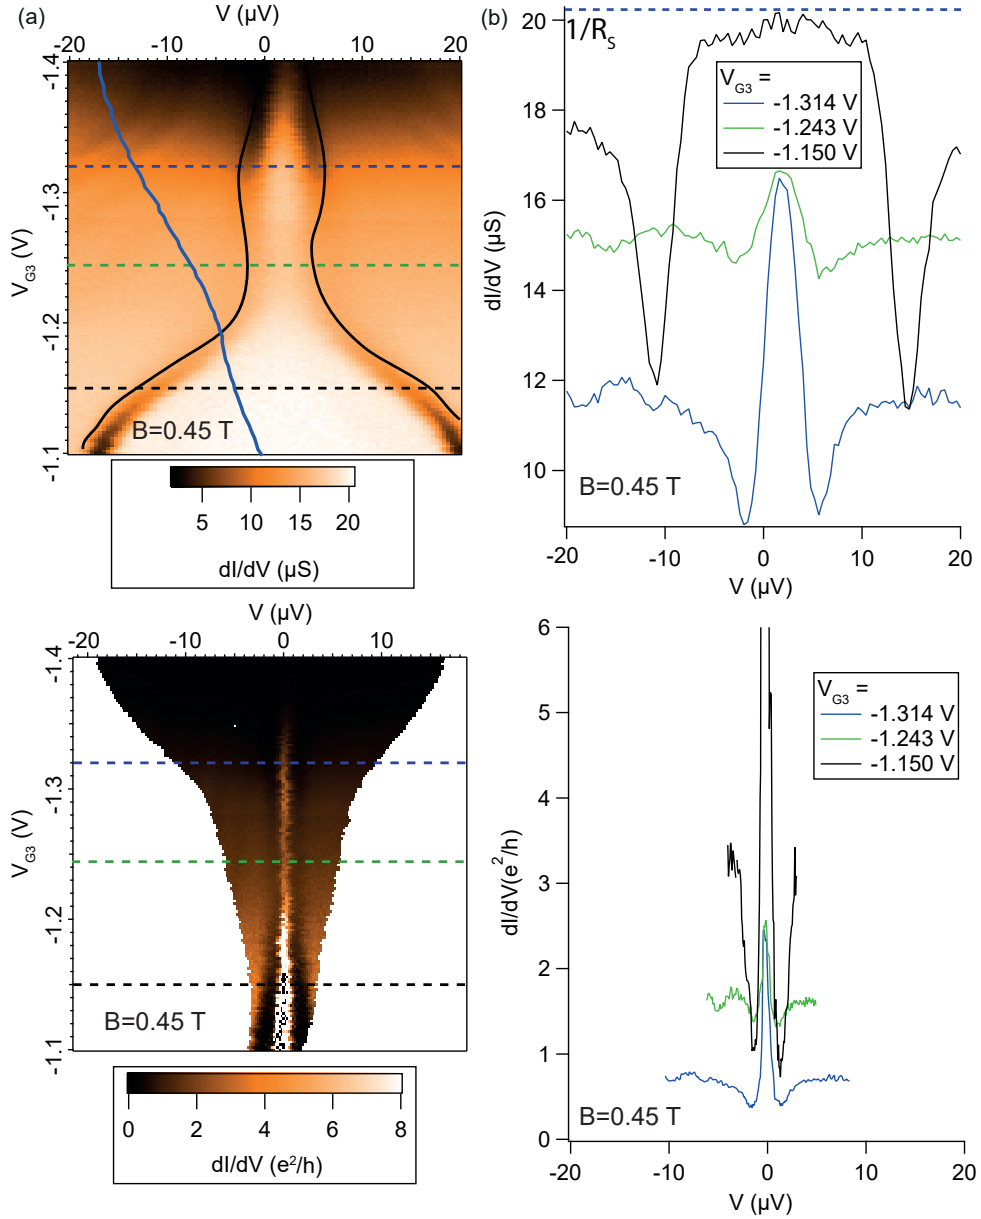 (a)
V (µV)
-20
-10
0
10
20
-1.4
-1.3
-1.2
-1.1
V_G3 (V)
B=0.45 T
5
10
15
20
dI/dV (µS)
(b)
20
18
16
14
12
10
dI/dV (µS)
1/R_S
V_G3 =
-1.314 V
-1.243 V
-1.150 V
B=0.45 T
-20
-10
0
10
20
V (µV)
V (µV)
-20
-10
0
10
-1.4
-1.3
-1.2
-1.1
V_G3 (V)
B=0.45 T
0
2
4
6
8
dI/dV (e²/h)
6
5
4
3
2
1
0
dI/dV(e²/h)
V_G3 =
-1.314 V
-1.243 V
-1.150 V
B=0.45 T
-20
-10
0
10
20
V (µV)